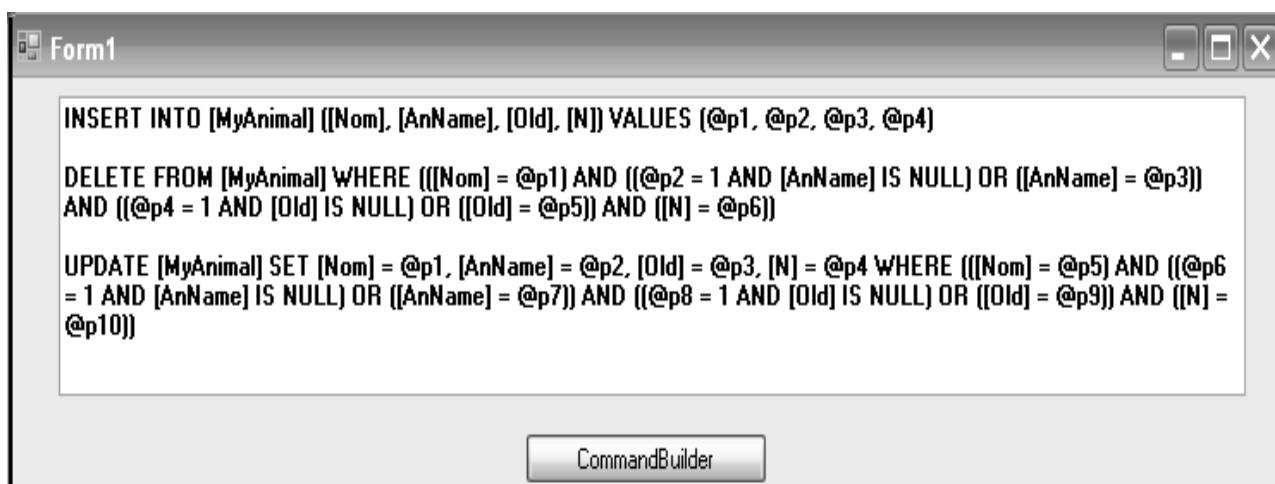 Form1
INSERT INTO [MyAnimal] ([Nom], [AnName], [Old], [N]) VALUES (@p1, @p2, @p3, @p4)
DELETE FROM [MyAnimal] WHERE (([Nom] = @p1) AND ((@p2 = 1 AND [AnName] IS NULL) OR ([AnName] = @p3))
AND ((@p4 = 1 AND [Old] IS NULL) OR ([Old] = @p5)) AND ([N] = @p6))
UPDATE [MyAnimal] SET [Nom] = @p1, [AnName] = @p2, [Old] = @p3, [N] = @p4 WHERE (([Nom] = @p5) AND ((@p6
= 1 AND [AnName] IS NULL) OR ([AnName] = @p7)) AND ((@p8 = 1 AND [Old] IS NULL) OR ([Old] = @p9)) AND ([N] =
@p10))
CommandBuilder